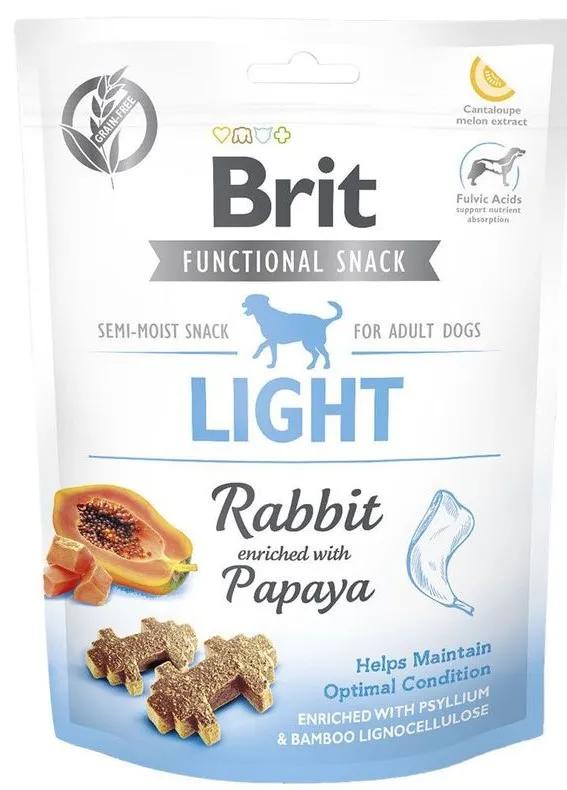 GRAIN-FREE
Cantaloupe
melon extract
Brit
Fulvic Acids
support nutrient
absorption
FUNCTIONAL SNACK
SEMI-MOIST SNACK
FOR ADULT DOGS
LIGHT
Rabbit
enriched with
Papaya
Helps Maintain
Optimal Condition
ENRICHED WITH PSYLLIUM
& BAMBOO LIGNOCELLULOSE